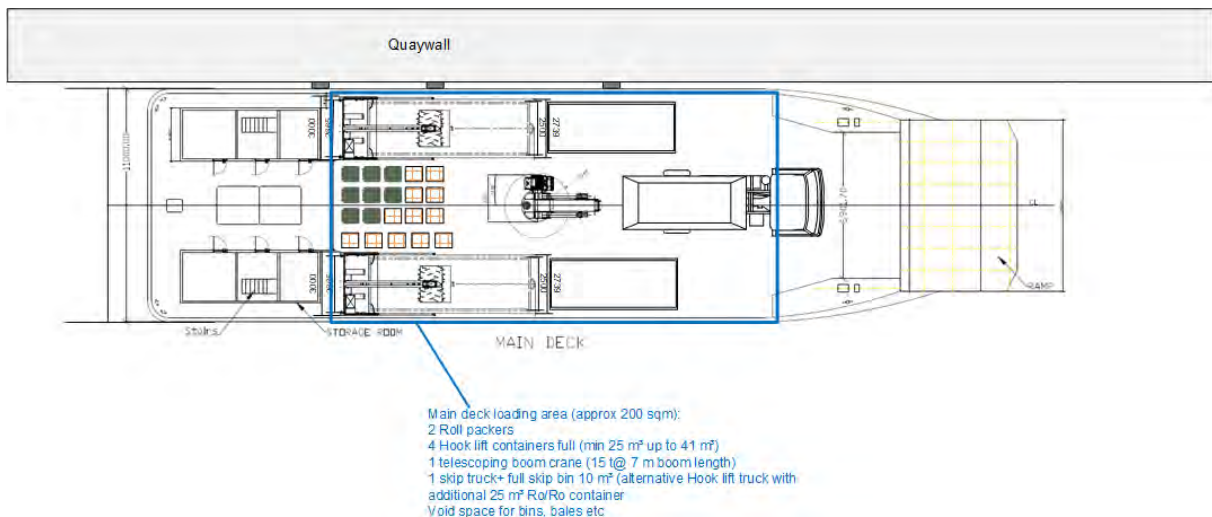 Quaywall
3000
2500
2739
RAMP
3000
2500
2739
Stairs
STORAGE ROOM
MAIN DECK
Main deck loading area (approx 200 sqm):
2 Roll packers
4 Hook lift containers full (min 25 m³ up to 41 m³)
1 telescoping boom crane (15 t@ 7 m boom length)
1 skip truck+ full skip bin 10 m³ (alternative Hook lift truck with
additional 25 m³ Ro/Ro container
Void space for bins, bales etc